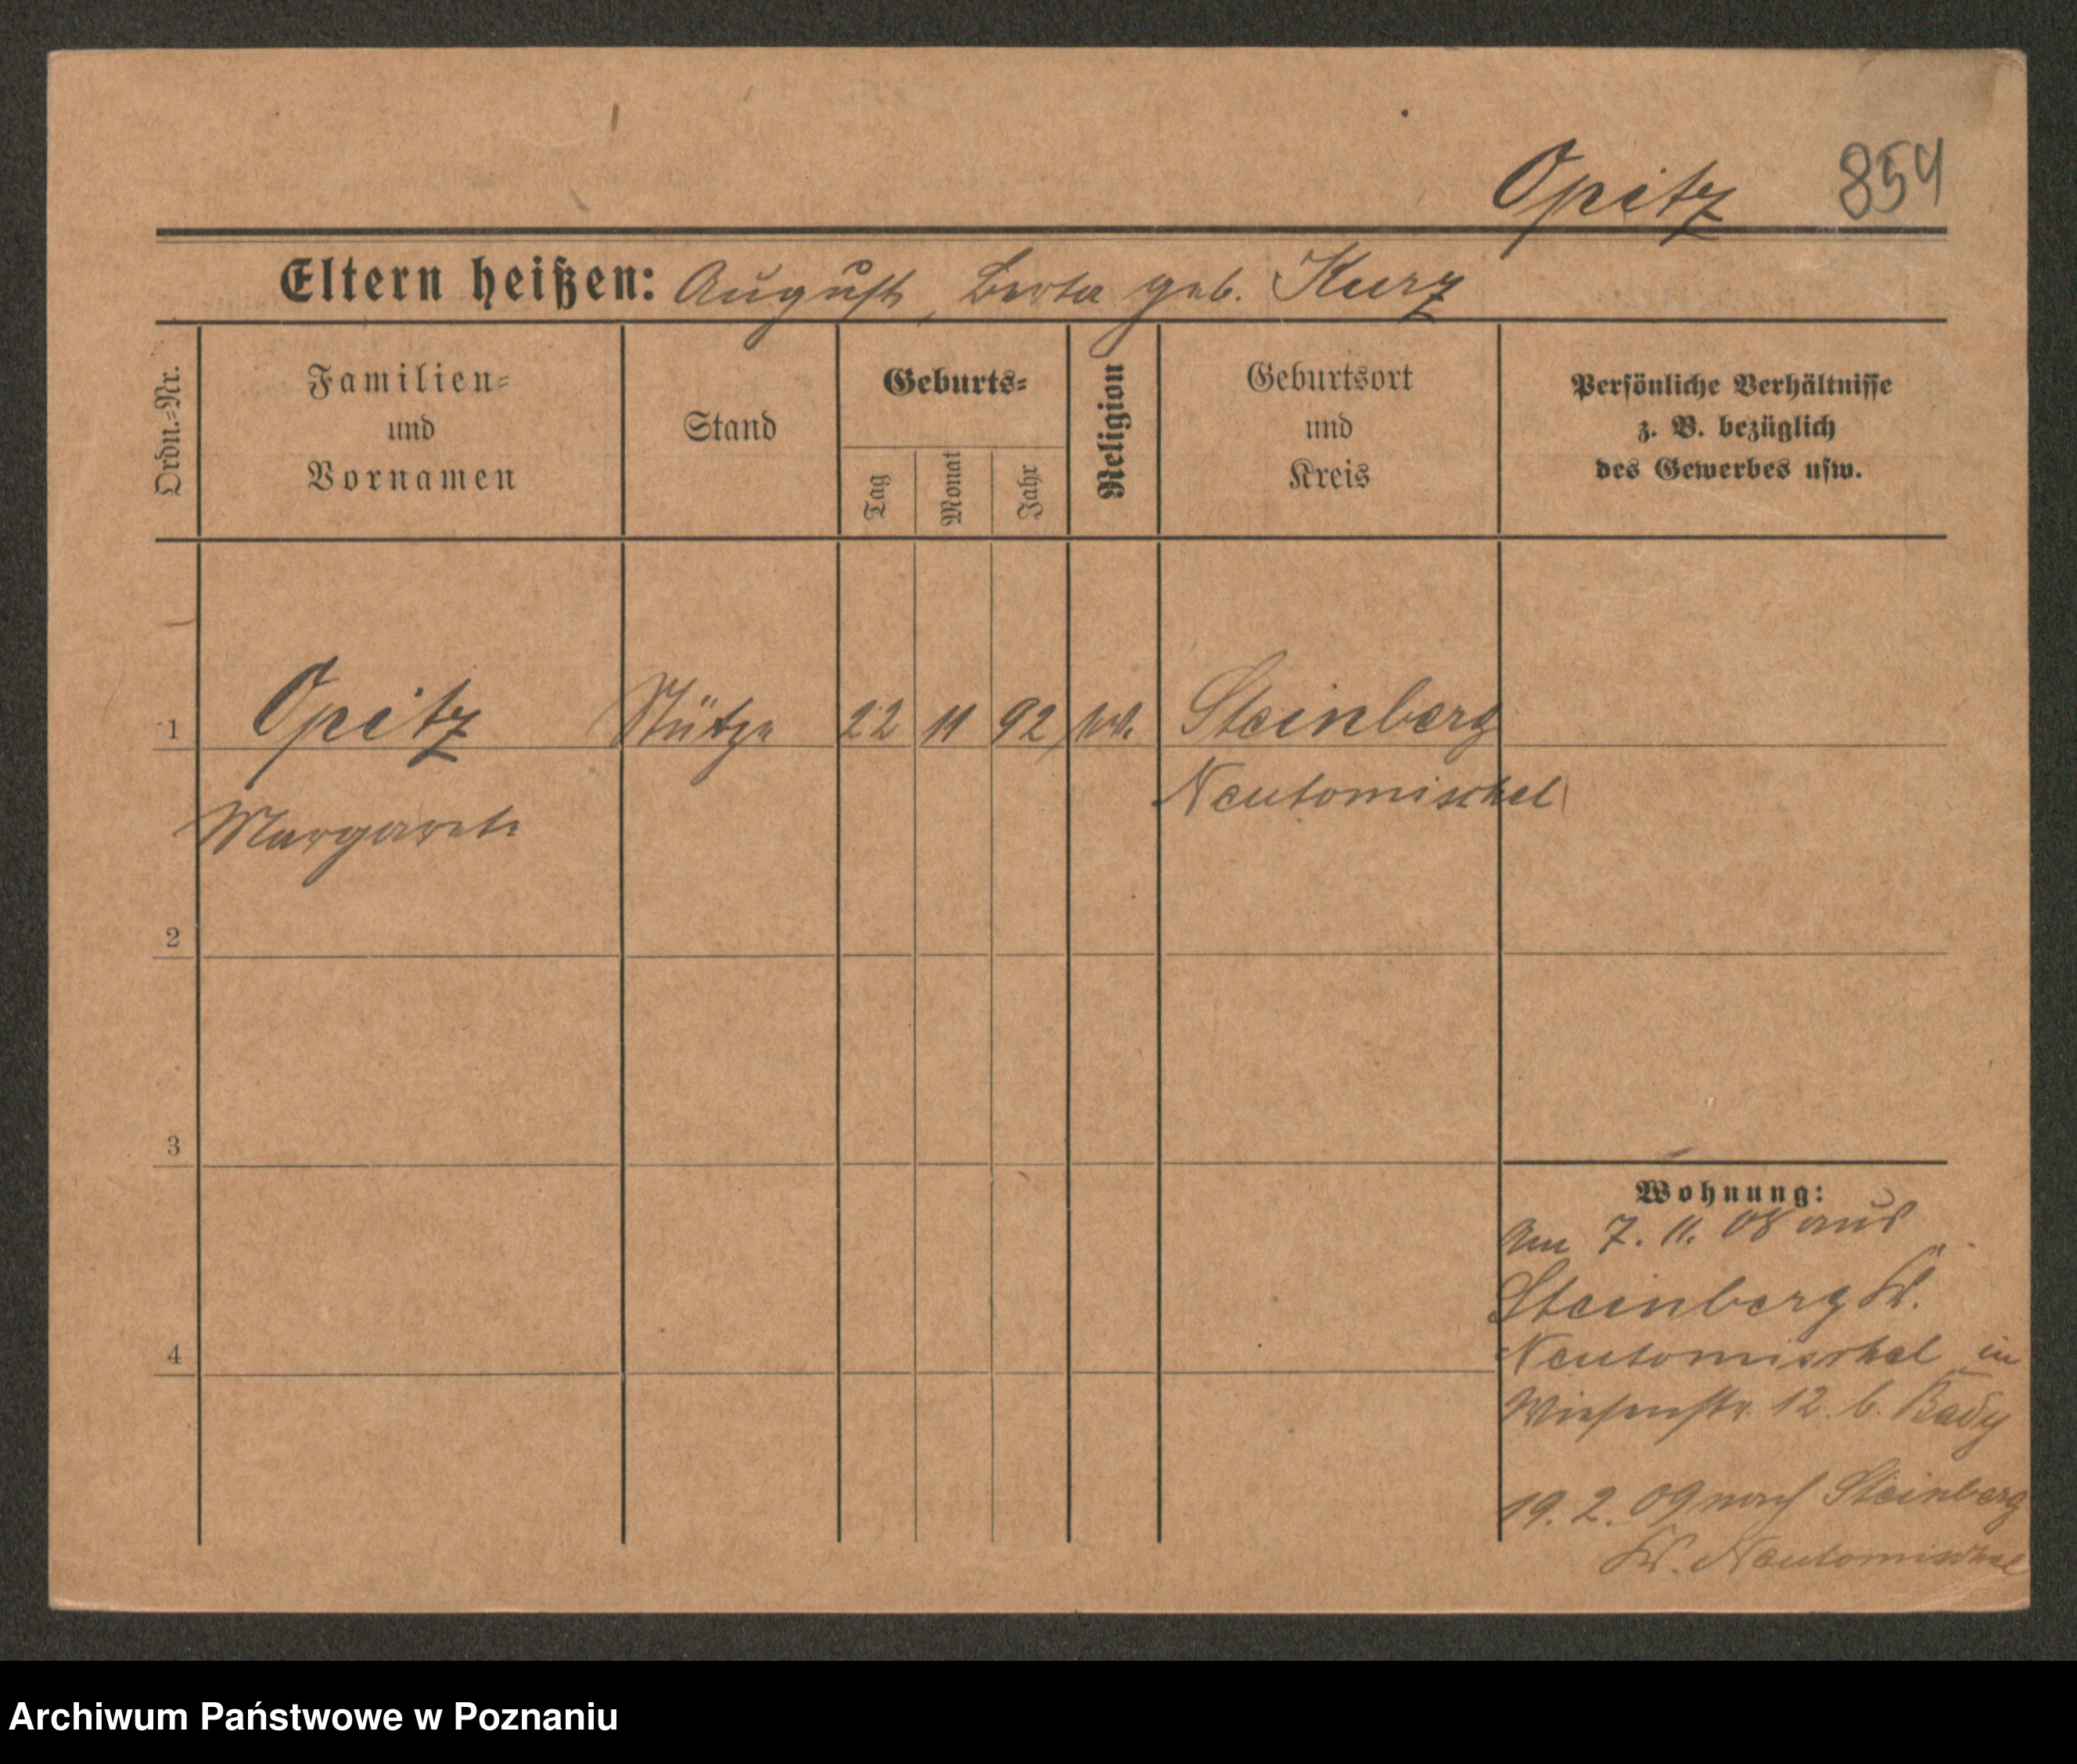 Opitz 854
Eltern heißen: August, Berta geb. Kurz
Ordn.-Nr.
Familien-
und
Vornamen
Stand
Geburts-
Tag
Monat
Jahr
Religion
Geburtsort
und
Kreis
Persönliche Verhältnisse
z. B. bezüglich
des Gewerbes usw.
1 Opitz Stütze 22 11 92 ev. Steinberg
Neutomischel
Margarete
2
3
Wohnung:
Am 7. 11. 08 aus
Steinberg Kr.
4
Neutomischel in
Wiesenstr. 12. b.
19. 2. 09 nach Steinberg
Kr. Neutomischel
Archiwum Państwowe w Poznaniu